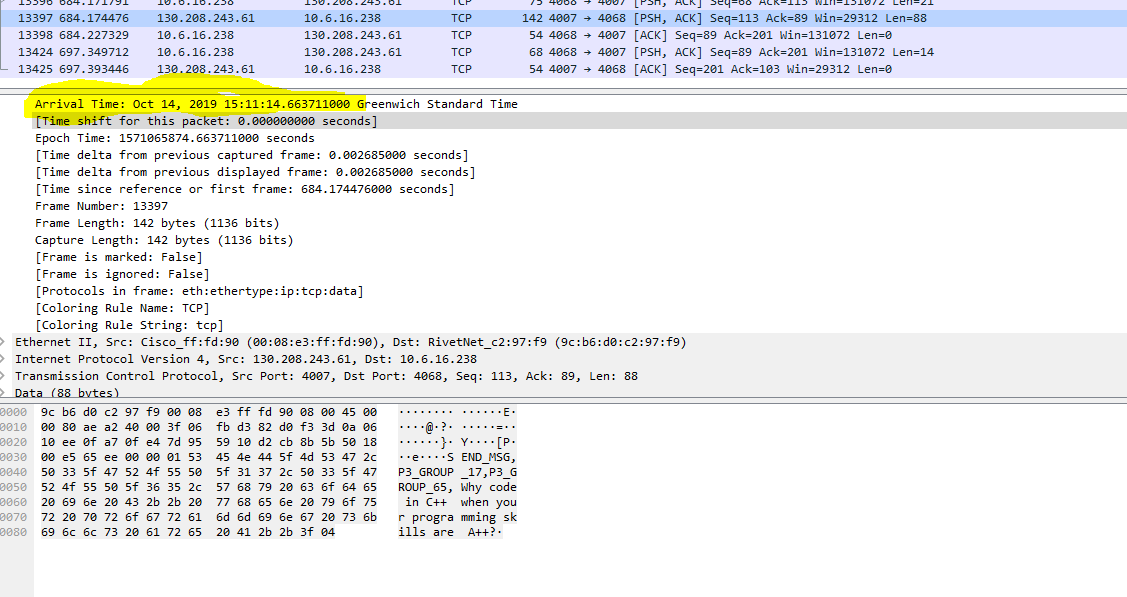 13396 684.171791 10.6.16.238 130.208.243.61 TCP 75 4068 → 4007 [PSH, ACK] Seq=68 Ack=113 Win=131072 Len=21
13397 684.174476 130.208.243.61 10.6.16.238 TCP 142 4007 → 4068 [PSH, ACK] Seq=113 Ack=89 Win=29312 Len=88
13398 684.227329 10.6.16.238 130.208.243.61 TCP 54 4068 → 4007 [ACK] Seq=89 Ack=201 Win=131072 Len=0
13424 697.349712 10.6.16.238 130.208.243.61 TCP 68 4068 → 4007 [PSH, ACK] Seq=89 Ack=201 Win=131072 Len=14
13425 697.393446 130.208.243.61 10.6.16.238 TCP 54 4007 → 4068 [ACK] Seq=201 Ack=103 Win=29312 Len=0
Arrival Time: Oct 14, 2019 15:11:14.663711000 Greenwich Standard Time
[Time shift for this packet: 0.000000000 seconds]
Epoch Time: 1571065874.663711000 seconds
[Time delta from previous captured frame: 0.002685000 seconds]
[Time delta from previous displayed frame: 0.002685000 seconds]
[Time since reference or first frame: 684.174476000 seconds]
Frame Number: 13397
Frame Length: 142 bytes (1136 bits)
Capture Length: 142 bytes (1136 bits)
[Frame is marked: False]
[Frame is ignored: False]
[Protocols in frame: eth:ethertype:ip:tcp:data]
[Coloring Rule Name: TCP]
[Coloring Rule String: tcp]
Ethernet II, Src: Cisco_ff:fd:90 (00:08:e3:ff:fd:90), Dst: RivetNet_c2:97:f9 (9c:b6:d0:c2:97:f9)
Internet Protocol Version 4, Src: 130.208.243.61, Dst: 10.6.16.238
Transmission Control Protocol, Src Port: 4007, Dst Port: 4068, Seq: 113, Ack: 89, Len: 88
Data (88 bytes)
0000 9c b6 d0 c2 97 f9 00 08 e3 ff fd 90 08 00 45 00 ········ ······E·
0010 00 80 ae a2 40 00 3f 06 fb d3 82 d0 f3 3d 0a 06 ····@·?· ·····=··
0020 10 ee 0f a7 0f e4 7d 95 59 10 d2 cb 8b 5b 50 18 ······}· Y····[P·
0030 00 e5 65 ee 00 00 01 53 45 4e 44 5f 4d 53 47 2c ··e····S END_MSG,
0040 50 33 5f 47 52 4f 55 50 5f 31 37 2c 50 33 5f 47 P3_GROUP _17,P3_G
0050 52 4f 55 50 5f 36 35 2c 57 68 79 20 63 6f 64 65 ROUP_65, Why code
0060 20 69 6e 20 43 2b 2b 20 77 68 65 6e 20 79 6f 75 in C++ when you
0070 72 20 70 72 6f 67 72 61 6d 6d 69 6e 67 20 73 6b r progra mming sk
0080 69 6c 6c 73 20 61 72 65 20 41 2b 2b 3f 04 ills are A++?·